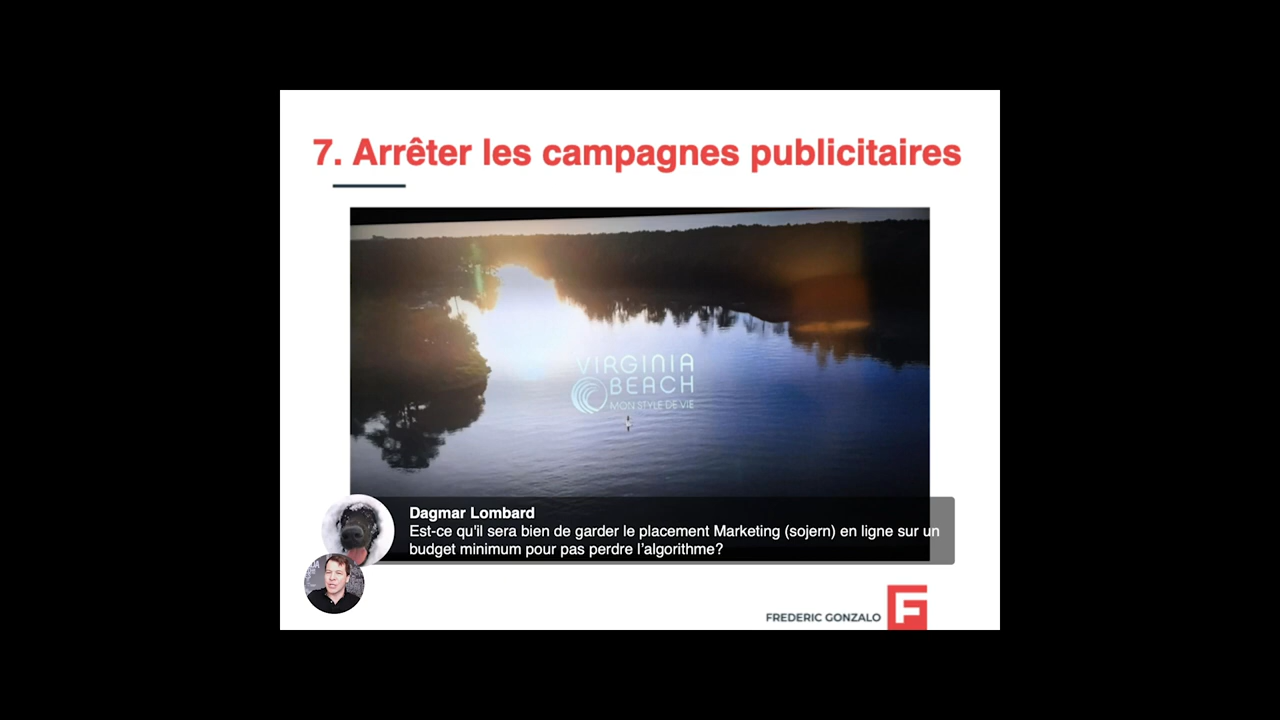 7. Arrêter les campagnes publicitaires
VIRGINIA
BEACH
MON STYLE DE VIE
Dagmar Lombard
Est-ce qu'il sera bien de garder le placement Marketing (sojern) en ligne sur un
budget minimum pour pas perdre l'algorithme?
FREDERIC GONZALO
F